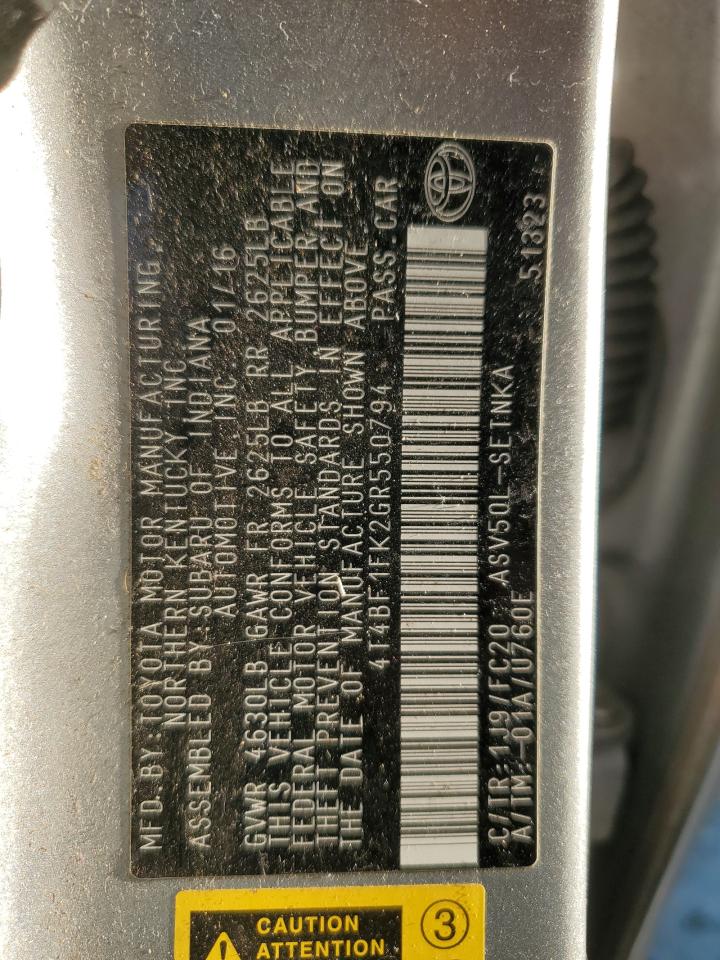 MFD. BY: TOYOTA MOTOR MANUFACTURING,
NORTHERN KENTUCKY INC.
ASSEMBLED BY: SUBARU OF INDIANA
AUTOMOTIVE INC 01/16
GVWR 4630LB GAWR FR 2625LB RR 2625LB
THIS VEHICLE CONFORMS TO ALL APPLICABLE
FEDERAL MOTOR VEHICLE SAFETY, BUMPER, AND
THEFT PREVENTION STANDARDS IN EFFECT ON
THE DATE OF MANUFACTURE SHOWN ABOVE.
4T4BF1FK2GR550794 PASS. CAR
C/TR: 1J9/FC20 ASV50L-SETNKA
A/TM: -01A/U760E 51323
CAUTION
ATTENTION
3